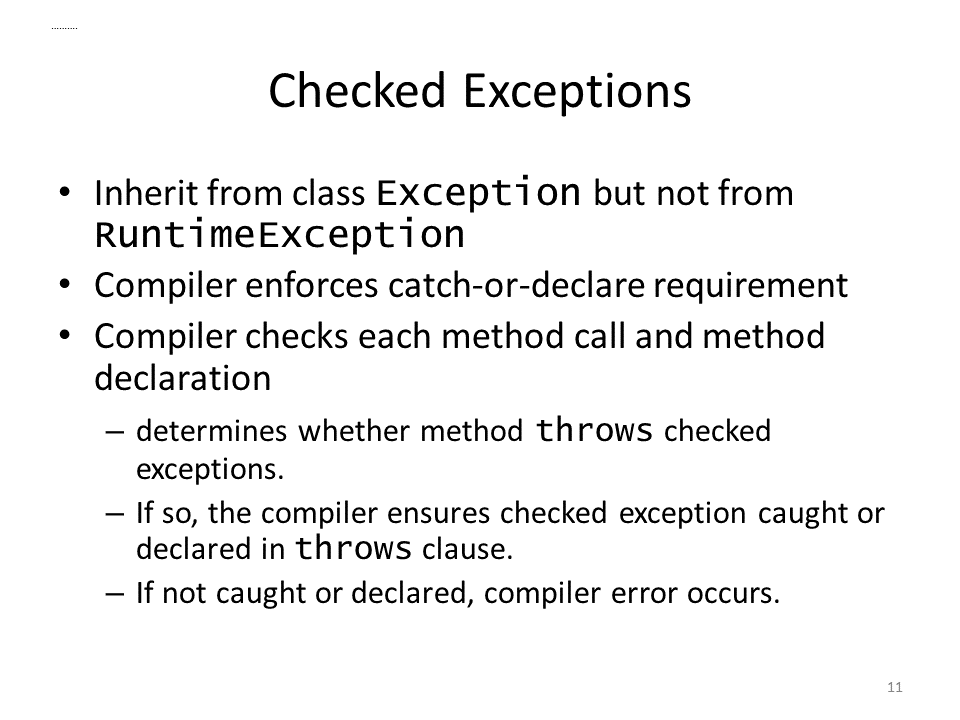 ..........
Checked Exceptions
• Inherit from class Exception but not from
RuntimeException
• Compiler enforces catch-or-declare requirement
• Compiler checks each method call and method
declaration
– determines whether method throws checked
exceptions.
– If so, the compiler ensures checked exception caught or
declared in throws clause.
– If not caught or declared, compiler error occurs.
11